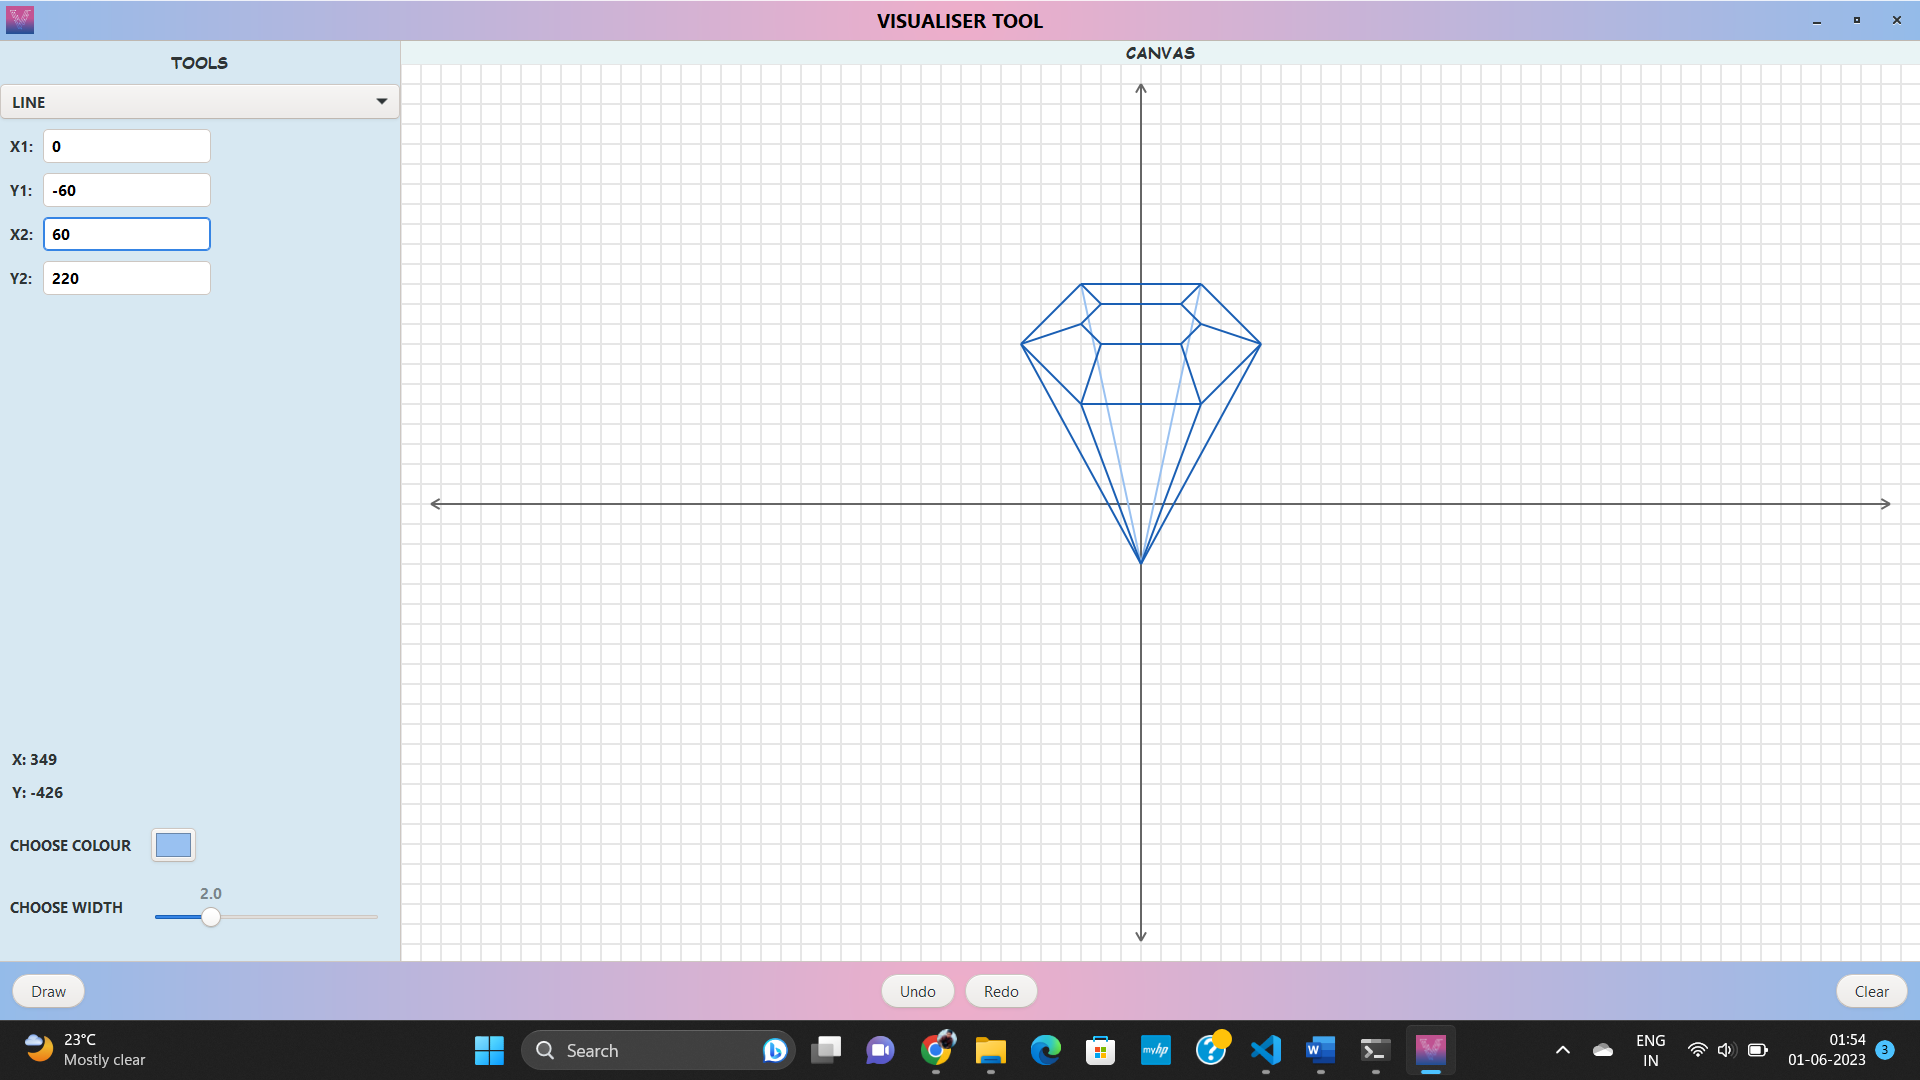 VISUALISER TOOL
TOOLS
CANVAS
LINE
X1: 0
Y1: -60
X2: 60
Y2: 220
X: 349
Y: -426
CHOOSE COLOUR
2.0
CHOOSE WIDTH
Draw
Undo
Redo
Clear
23°C
Mostly clear
Search
myhp
W
ENG
IN
01:54
01-06-2023
3